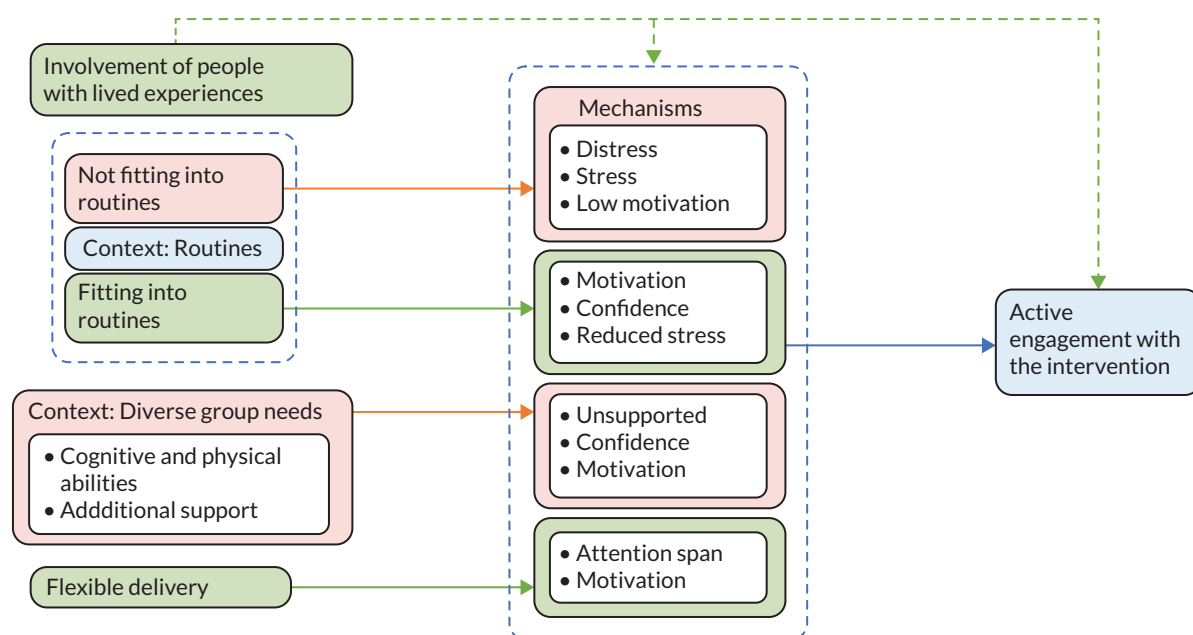 Involvement of people
with lived experiences
Not fitting into
routines
Context: Routines
Fitting into
routines
Context: Diverse group needs
• Cognitive and physical
abilities
• Addditional support
Flexible delivery
Mechanisms
• Distress
• Stress
• Low motivation
• Motivation
• Confidence
• Reduced stress
• Unsupported
• Confidence
• Motivation
• Attention span
• Motivation
Active
engagement with
the intervention